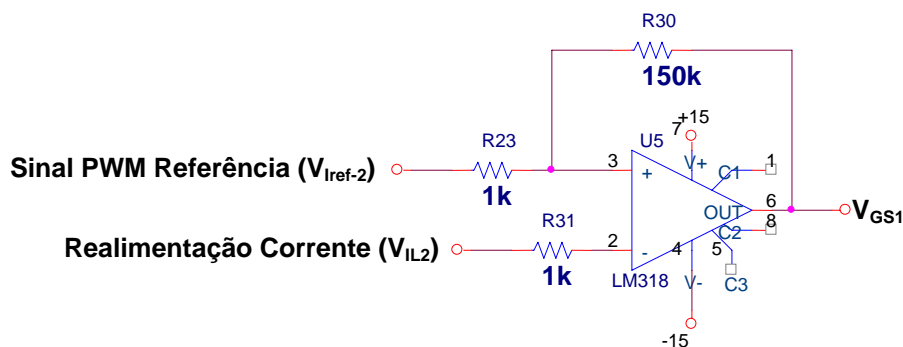 R30
150k
+15
7
U5
R23
V+
C1
1
Sinal PWM Referência (VIref-2)
3
+
1k
6
OUT
VGS1
R31
8
C2
Realimentação Corrente (VIL2)
2
-
4
5
1k
LM318
V-
C3
-15